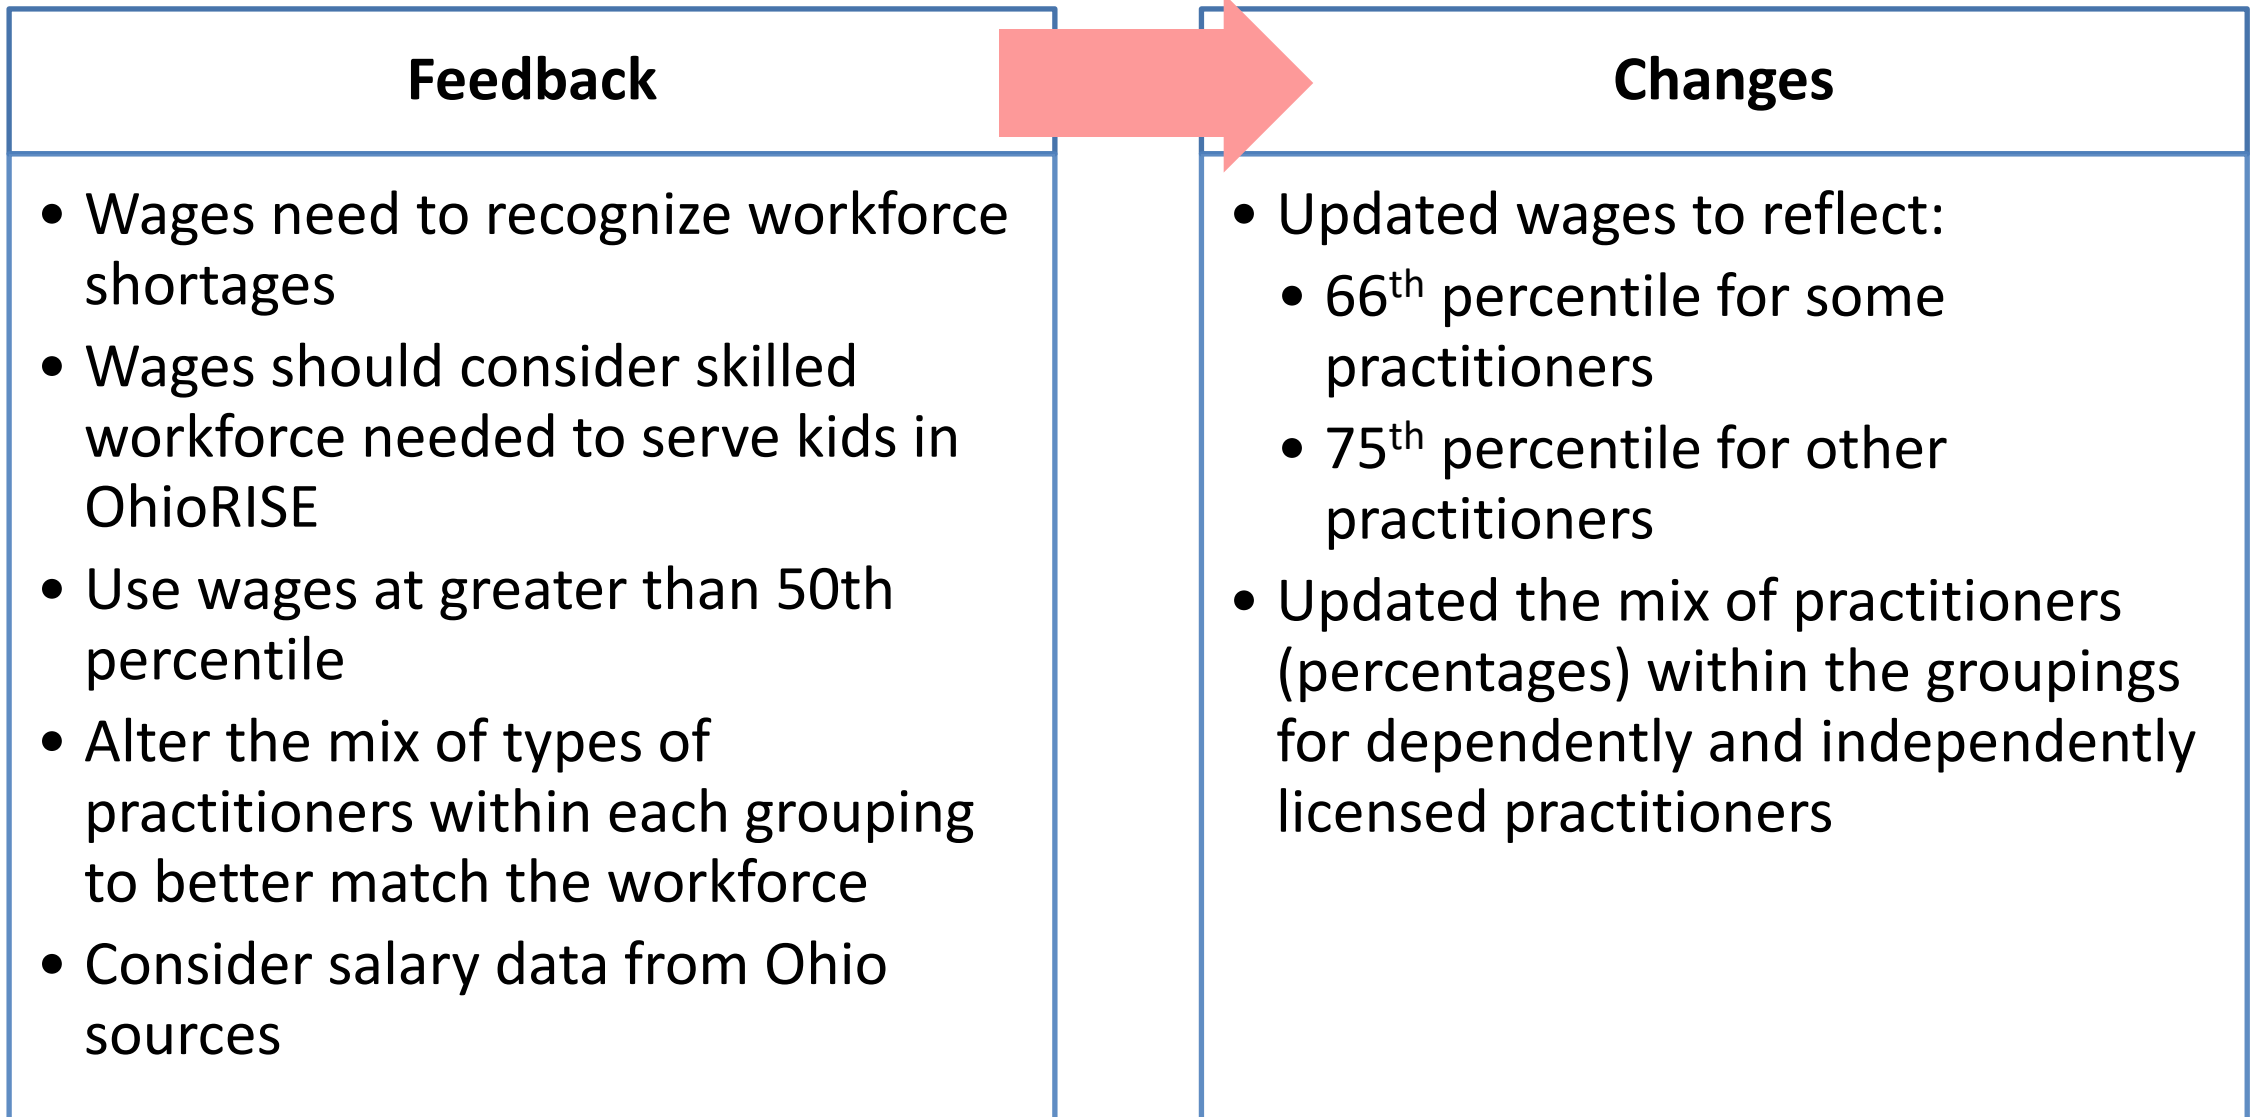 Feedback
• Wages need to recognize workforce
shortages
• Wages should consider skilled
workforce needed to serve kids in
OhioRISE
• Use wages at greater than 50th
percentile
• Alter the mix of types of
practitioners within each grouping
to better match the workforce
• Consider salary data from Ohio
sources
Changes
• Updated wages to reflect:
• 66th percentile for some
practitioners
• 75th percentile for other
practitioners
• Updated the mix of practitioners
(percentages) within the groupings
for dependently and independently
licensed practitioners